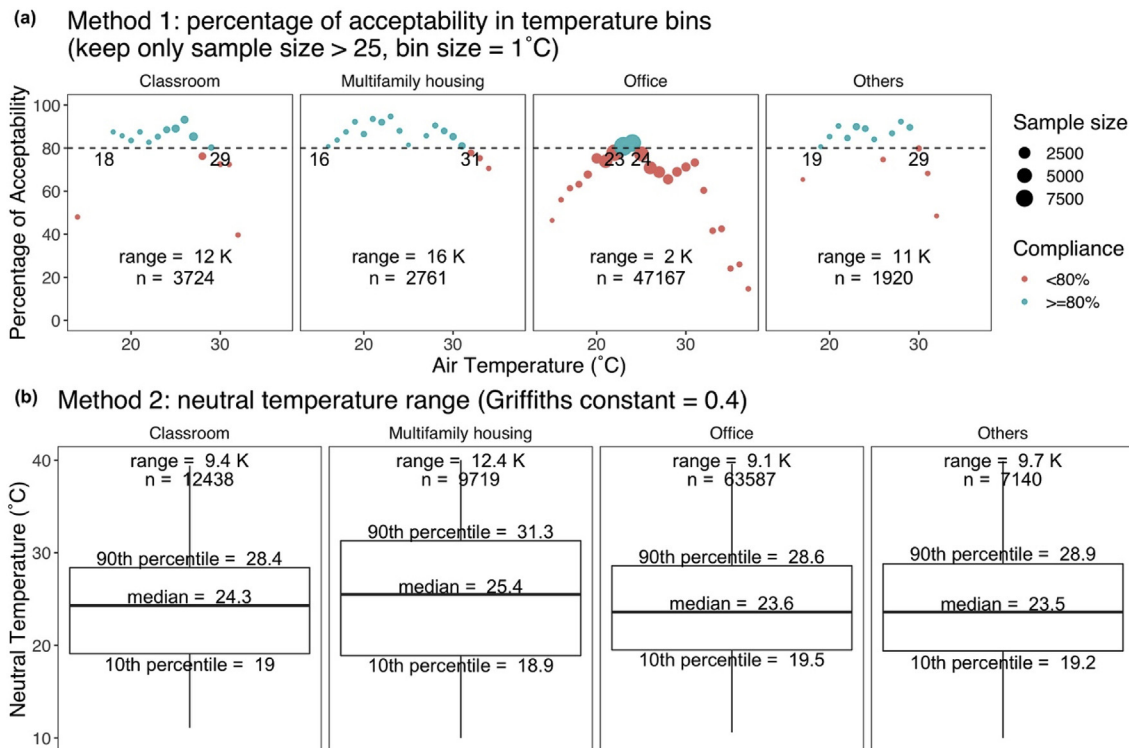 (a) Method 1: percentage of acceptability in temperature bins
(keep only sample size > 25, bin size = 1˚C)
Classroom Multifamily housing Office Others
Percentage of Acceptability
100
80
60
40
20
0
18 29
range = 12 K
n = 3724
16 31
range = 16 K
n = 2761
23 24
range = 2 K
n = 47167
19 29
range = 11 K
n = 1920
20 30 20 30 20 30 20 30
Air Temperature (˚C)
Sample size
2500
5000
7500
Compliance
<80%
>=80%
(b) Method 2: neutral temperature range (Griffiths constant = 0.4)
Classroom Multifamily housing Office Others
Neutral Temperature (˚C)
40
30
20
10
range = 9.4 K
n = 12438
90th percentile = 28.4
median = 24.3
10th percentile = 19
range = 12.4 K
n = 9719
90th percentile = 31.3
median = 25.4
10th percentile = 18.9
range = 9.1 K
n = 63587
90th percentile = 28.6
median = 23.6
10th percentile = 19.5
range = 9.7 K
n = 7140
90th percentile = 28.9
median = 23.5
10th percentile = 19.2